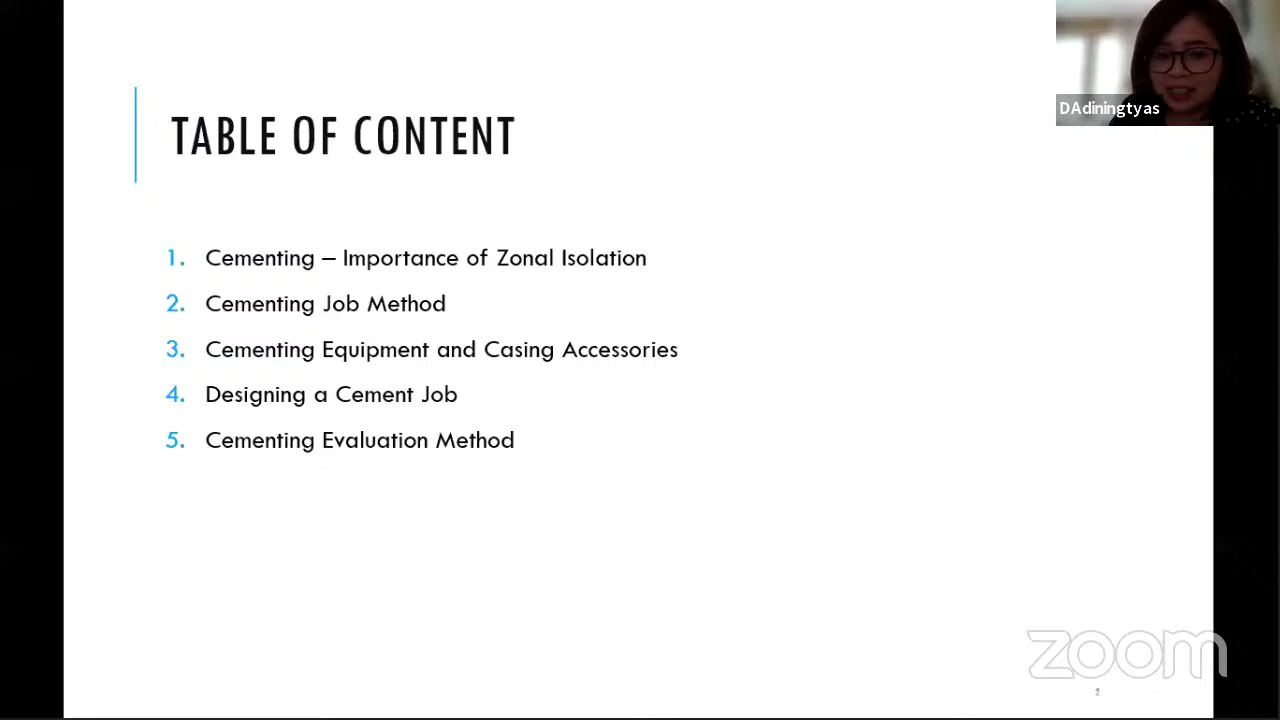 DAdiningtyas
TABLE OF CONTENT
1. Cementing – Importance of Zonal Isolation
2. Cementing Job Method
3. Cementing Equipment and Casing Accessories
4. Designing a Cement Job
5. Cementing Evaluation Method
zoom
2